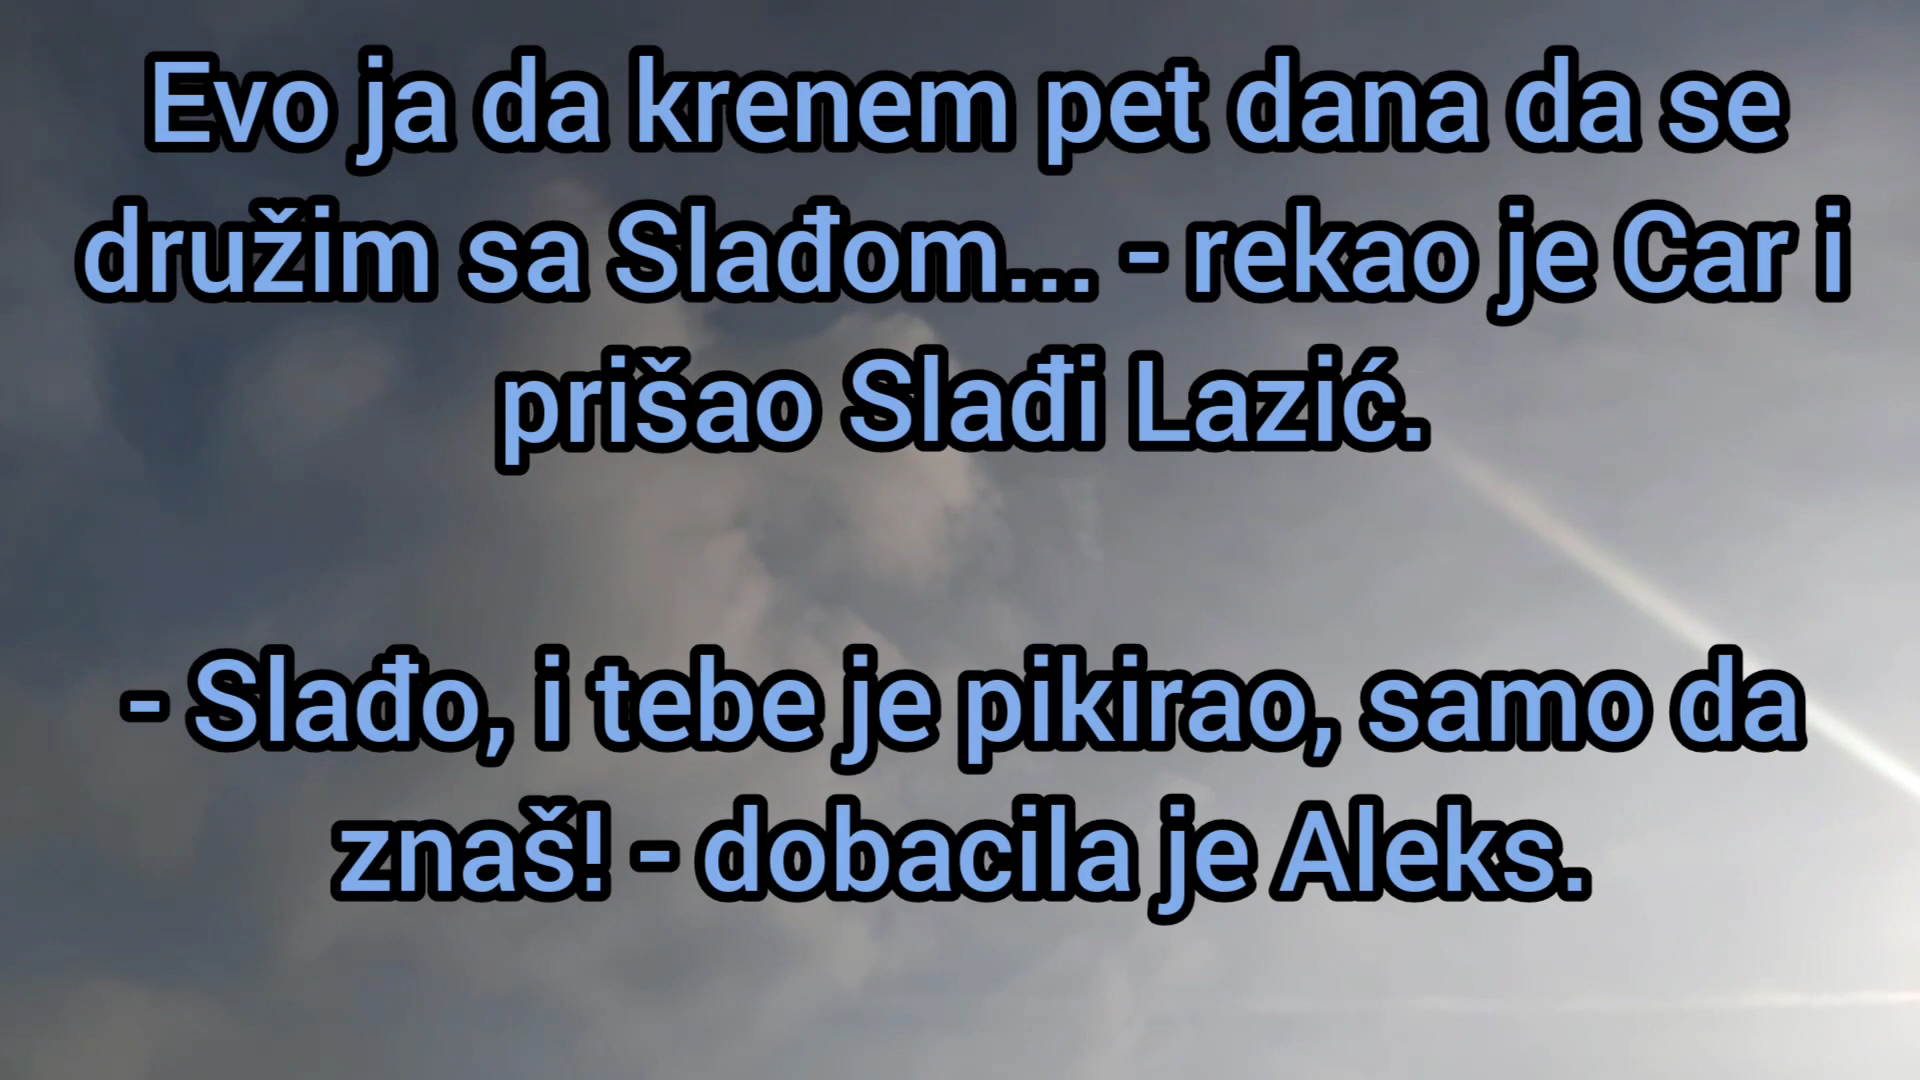 Evo ja da krenem pet dana da se
družim sa Slađom... - rekao je Car i
prišao Slađi Lazić.
- Slađo, i tebe je pikirao, samo da
znaš! - dobacila je Aleks.